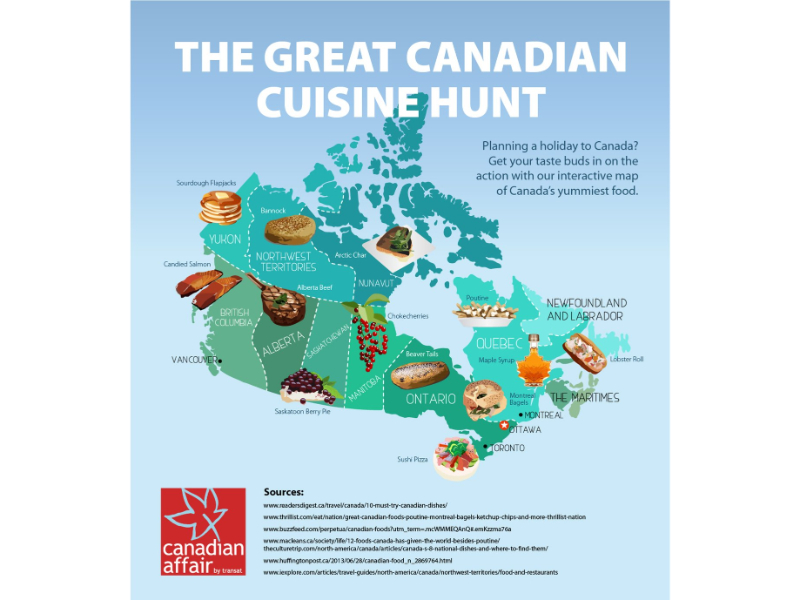 THE GREAT CANADIAN
CUISINE HUNT
Planning a holiday to Canada?
Get your taste buds in on the
action with our interactive map
of Canada's yummiest food.
Sourdough Flapjacks
Bannock
YUKON
NORTHWEST
TERRITORIES
Arctic Char
Candied Salmon
Alberta Beef
NUNAVUT
Poutine
NEWFOUNDLAND
AND LABRADOR
BRITISH
COLUMBIA
Chokecherries
ALBERTA
SASKATCHEWAN
QUEBEC
VANCOUVER
Beaver Tails
Maple Syrup
Lobster Roll
MANITOBA
ONTARIO
Montreal
Bagels
THE MARITIMES
Saskatoon Berry Pie
MONTREAL
OTTAWA
TORONTO
Sushi Pizza
Sources:
www.readersdigest.ca/travel/canada/10-must-try-canadian-dishes/
www.thrillist.com/eat/nation/great-canadian-foods-poutine-montreal-bagels-ketchup-chips-and-more-thrillist-nation
www.buzzfeed.com/perpetua/canadian-foods?utm_term=.mcWWMEQAnQ#.emKzzma76a
www.macleans.ca/society/life/12-foods-canada-has-given-the-world-besides-poutine/
theculturetrip.com/north-america/canada/articles/canada-s-8-national-dishes-and-where-to-find-them/
www.huffingtonpost.ca/2013/06/28/canadian-food_n_2869764.html
www.iexplore.com/articles/travel-guides/north-america/canada/northwest-territories/food-and-restaurants
canadian
affair by transat